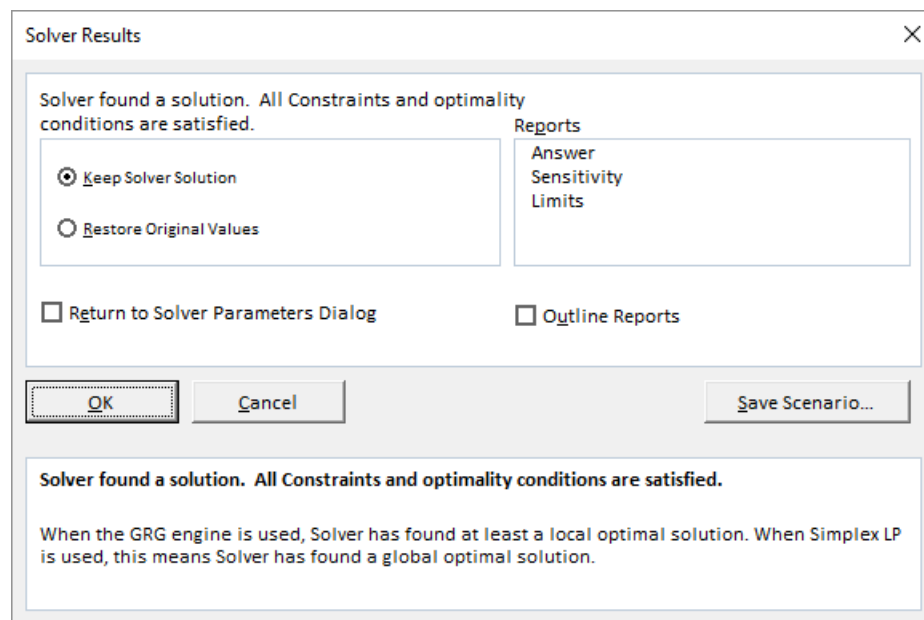 Solver Results
Solver found a solution.  All Constraints and optimality
conditions are satisfied.
Reports
Answer
Keep Solver Solution
Sensitivity
Limits
Restore Original Values
Return to Solver Parameters Dialog
Outline Reports
OK
Cancel
Save Scenario...
Solver found a solution.  All Constraints and optimality conditions are satisfied.
When the GRG engine is used, Solver has found at least a local optimal solution. When Simplex LP
is used, this means Solver has found a global optimal solution.